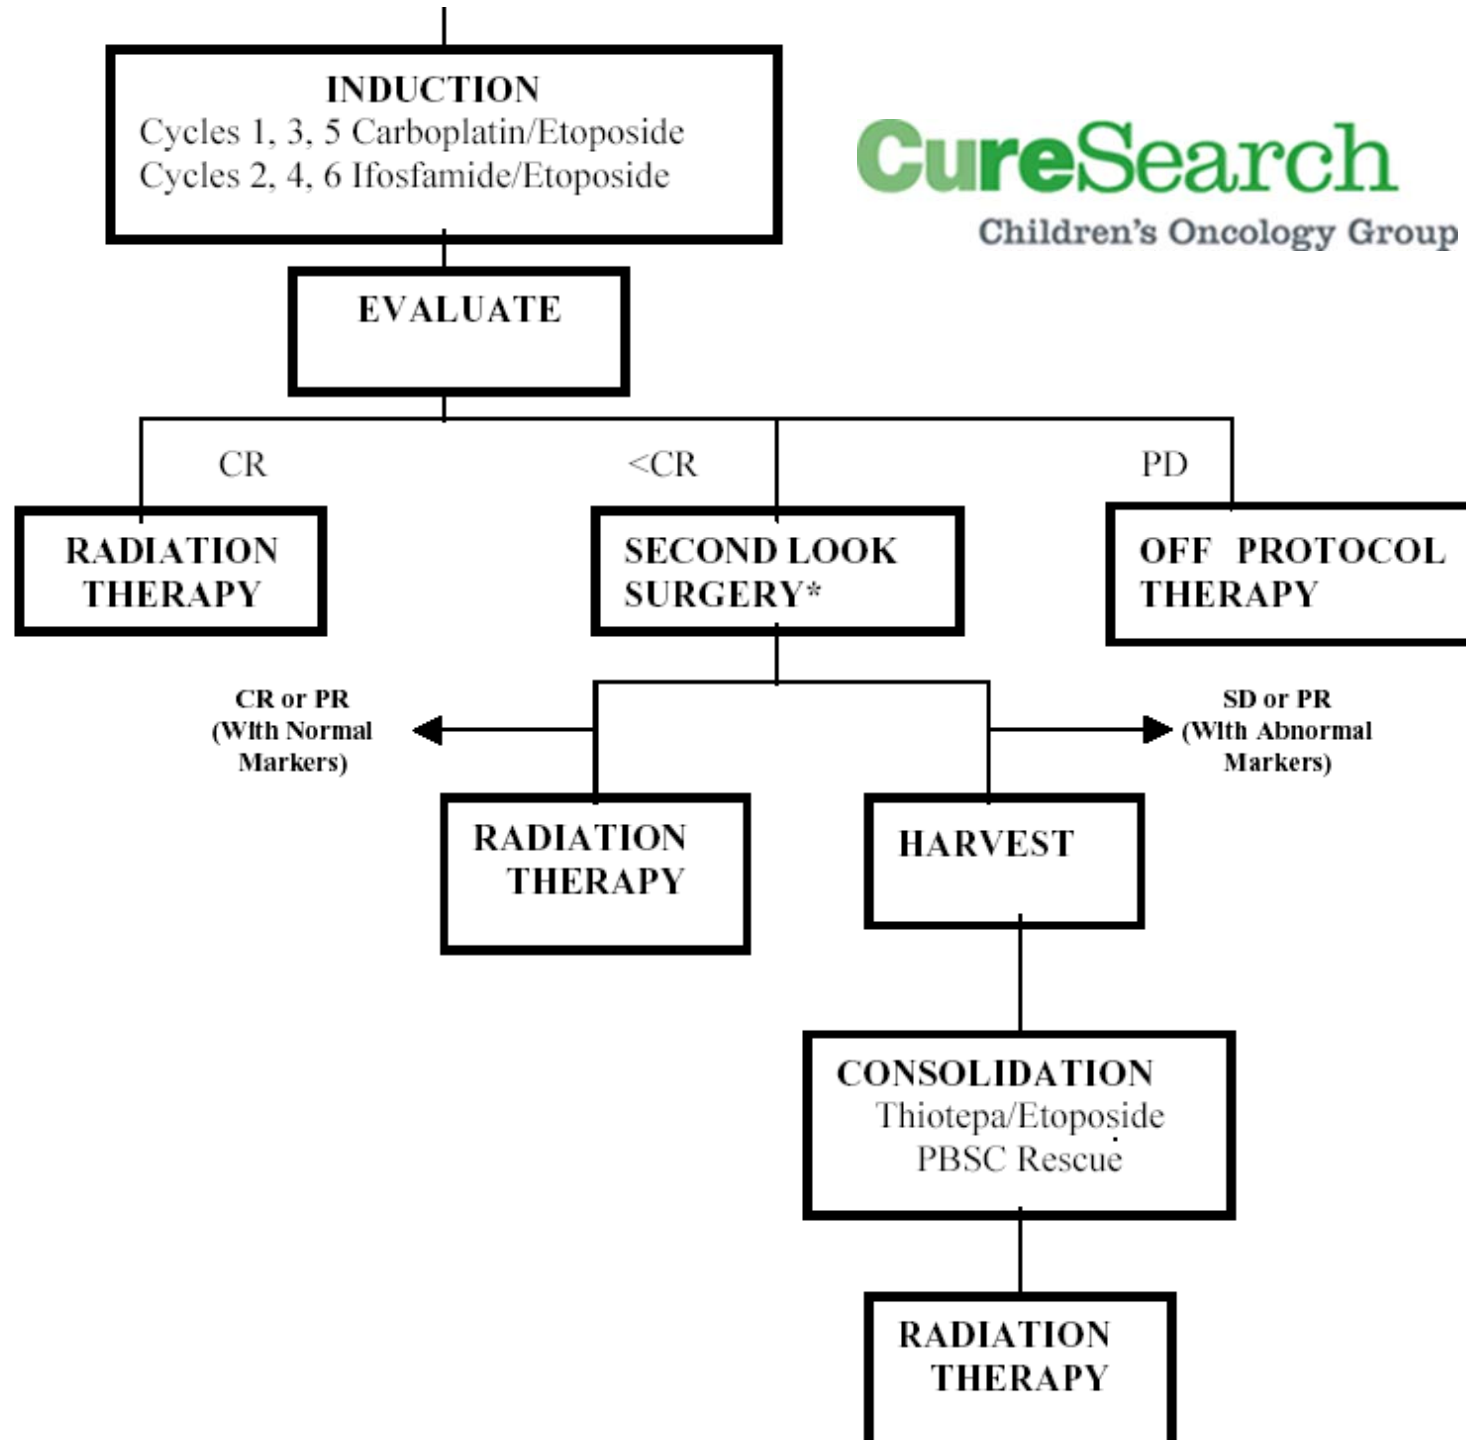 INDUCTION
Cycles 1, 3, 5 Carboplatin/Etoposide
Cycles 2, 4, 6 Ifosfamide/Etoposide
CureSearch
Children's Oncology Group
EVALUATE
CR
<CR
PD
RADIATION
THERAPY
SECOND LOOK
SURGERY*
OFF PROTOCOL
THERAPY
CR or PR
(With Normal
Markers)
SD or PR
(With Abnormal
Markers)
RADIATION
THERAPY
HARVEST
CONSOLIDATION
Thiotepa/Etoposide
PBSC Rescue
RADIATION
THERAPY